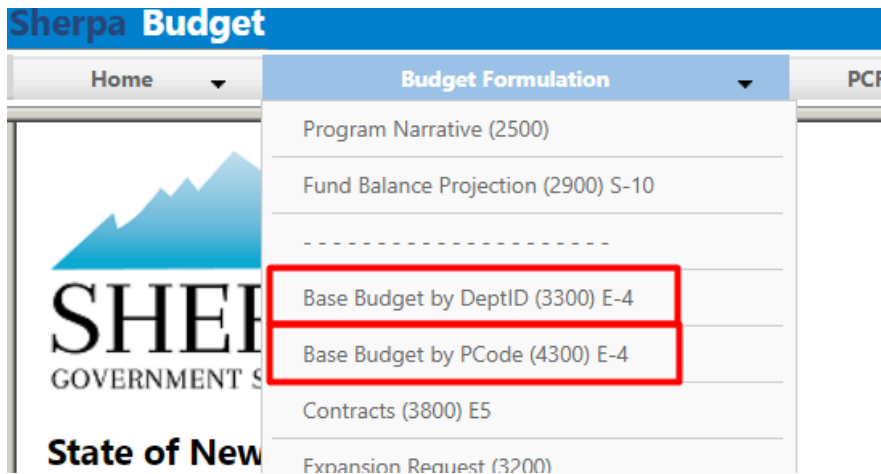 Sherpa Budget
Home
Budget Formulation
Program Narrative (2500)
Fund Balance Projection (2900) S-10
- - - - - - - - - - - - - - - - - - - - -
Base Budget by DeptID (3300) E-4
Base Budget by PCode (4300) E-4
Contracts (3800) E5
Expansion Request (3200)
GOVERNMENT
State of New